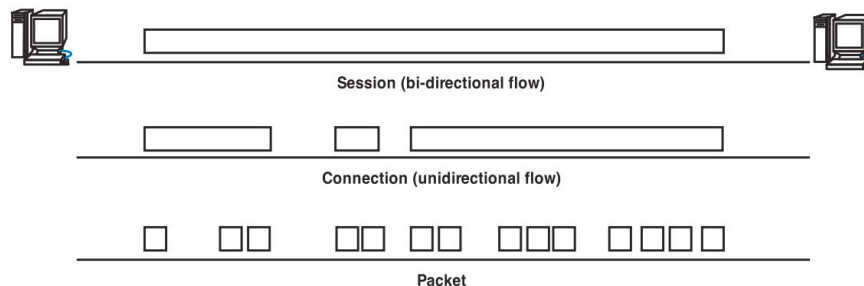 Session (bi-directional flow)
Connection (unidirectional flow)
Packet